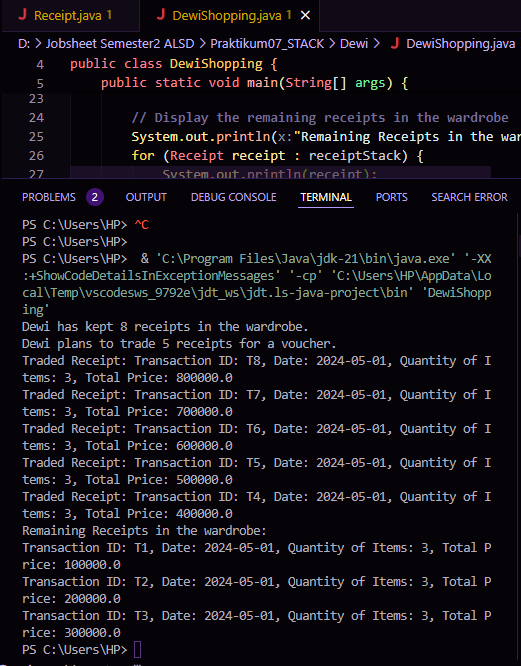 Receipt.java 1
DewiShopping.java 1 ×
D: > Jobsheet Semester2 ALSD > Praktikum07_STACK > Dewi > DewiShopping.java
4 public class DewiShopping {
5 public static void main(String[] args) {
23
24 // Display the remaining receipts in the wardrobe
25 System.out.println(x:"Remaining Receipts in the war
26 for (Receipt receipt : receiptStack) {
27 System.out.println(receipt);
PROBLEMS 2 OUTPUT DEBUG CONSOLE TERMINAL PORTS SEARCH ERROR
PS C:\Users\HP> ^C
PS C:\Users\HP>
PS C:\Users\HP>  & 'C:\Program Files\Java\jdk-21\bin\java.exe' '-XX
:+ShowCodeDetailsInExceptionMessages' '-cp' 'C:\Users\HP\AppData\Lo
cal\Temp\vscodesws_9792e\jdt_ws\jdt.ls-java-project\bin' 'DewiShopp
ing'
Dewi has kept 8 receipts in the wardrobe.
Dewi plans to trade 5 receipts for a voucher.
Traded Receipt: Transaction ID: T8, Date: 2024-05-01, Quantity of I
tems: 3, Total Price: 800000.0
Traded Receipt: Transaction ID: T7, Date: 2024-05-01, Quantity of I
tems: 3, Total Price: 700000.0
Traded Receipt: Transaction ID: T6, Date: 2024-05-01, Quantity of I
tems: 3, Total Price: 600000.0
Traded Receipt: Transaction ID: T5, Date: 2024-05-01, Quantity of I
tems: 3, Total Price: 500000.0
Traded Receipt: Transaction ID: T4, Date: 2024-05-01, Quantity of I
tems: 3, Total Price: 400000.0
Remaining Receipts in the wardrobe:
Transaction ID: T1, Date: 2024-05-01, Quantity of Items: 3, Total P
rice: 100000.0
Transaction ID: T2, Date: 2024-05-01, Quantity of Items: 3, Total P
rice: 200000.0
Transaction ID: T3, Date: 2024-05-01, Quantity of Items: 3, Total P
rice: 300000.0
PS C:\Users\HP>